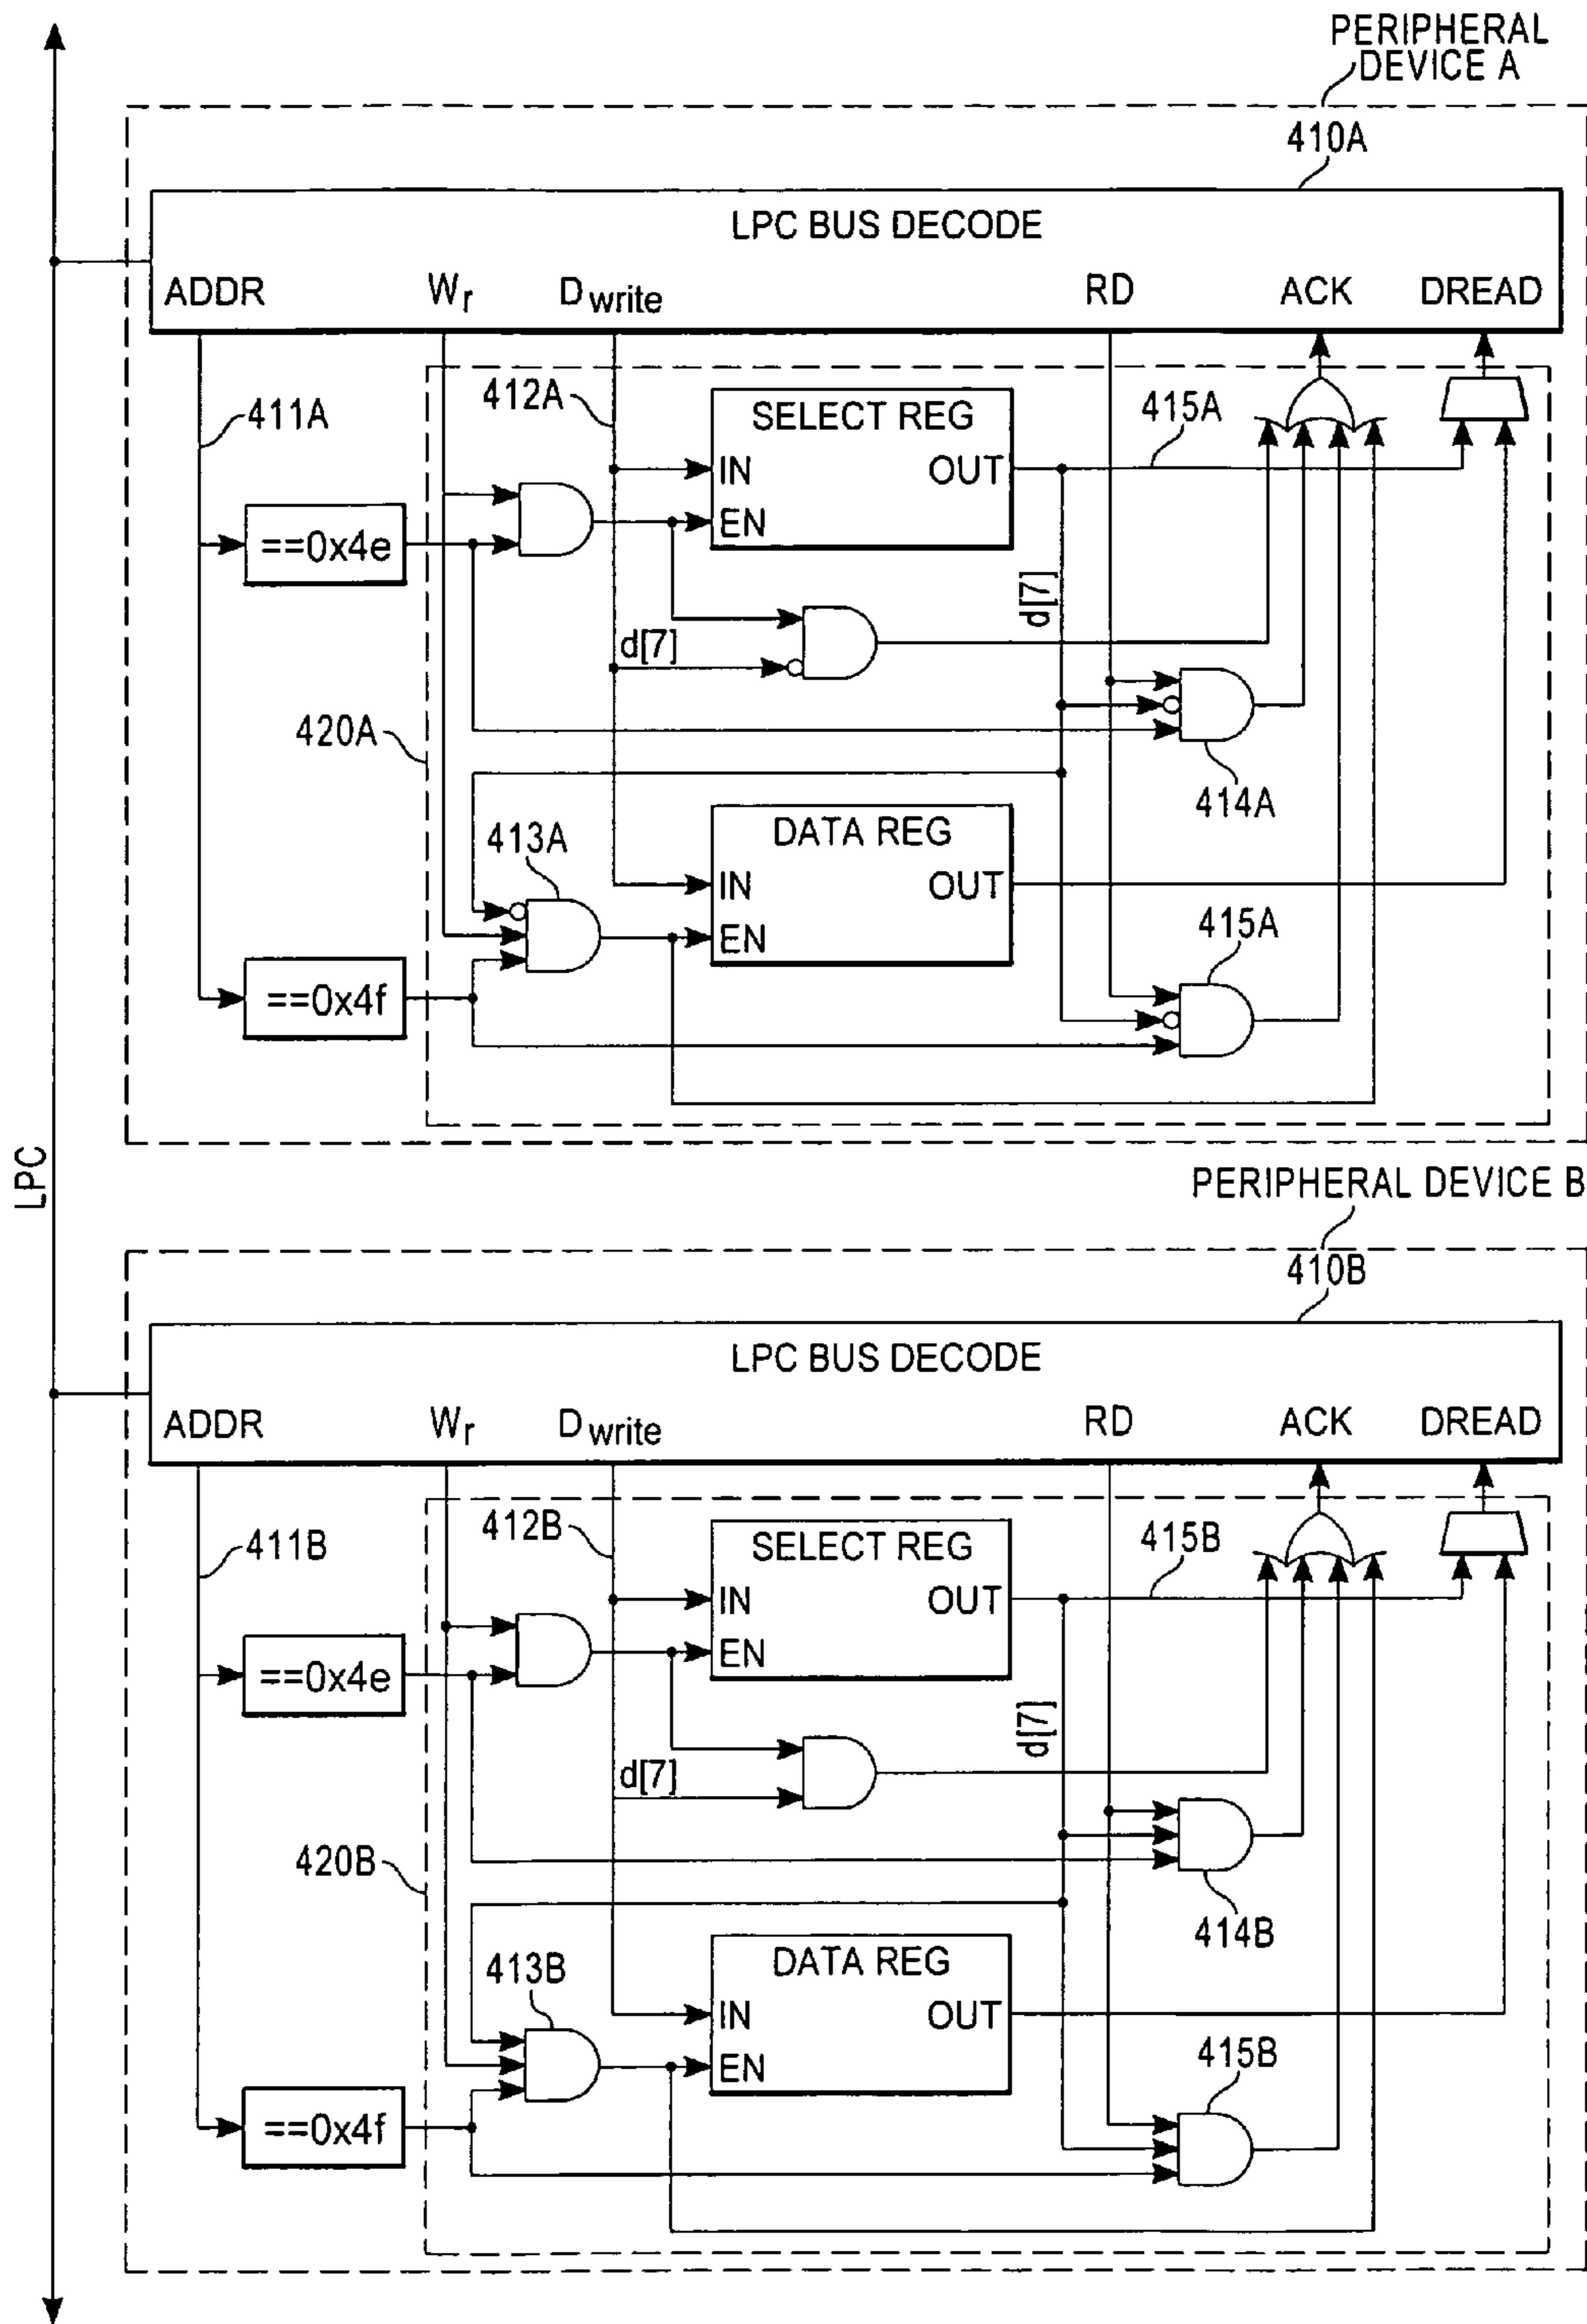 PERIPHERAL
DEVICE A
410A
LPC BUS DECODE
ADDR Wr Dwrite RD ACK DREAD
411A
412A
SELECT REG
IN OUT
EN
415A
==0x4e
d[7]
d[7]
420A
414A
413A
DATA REG
IN OUT
EN
415A
==0x4f
LPC
PERIPHERAL DEVICE B
410B
LPC BUS DECODE
ADDR Wr Dwrite RD ACK DREAD
411B
412B
SELECT REG
IN OUT
EN
415B
==0x4e
d[7]
d[7]
420B
414B
413B
DATA REG
IN OUT
EN
415B
==0x4f